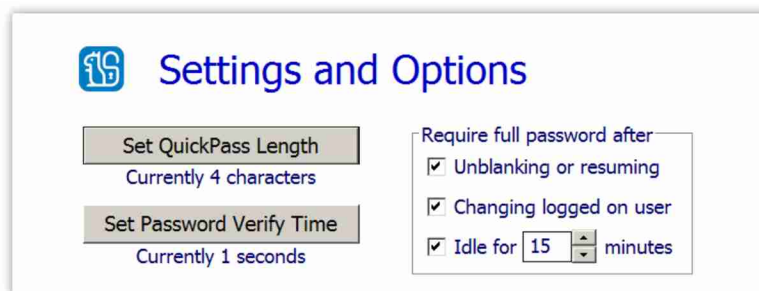 Settings and Options
Set QuickPass Length
Currently 4 characters
Set Password Verify Time
Currently 1 seconds
Require full password after
Unblanking or resuming
Changing logged on user
Idle for 15 minutes